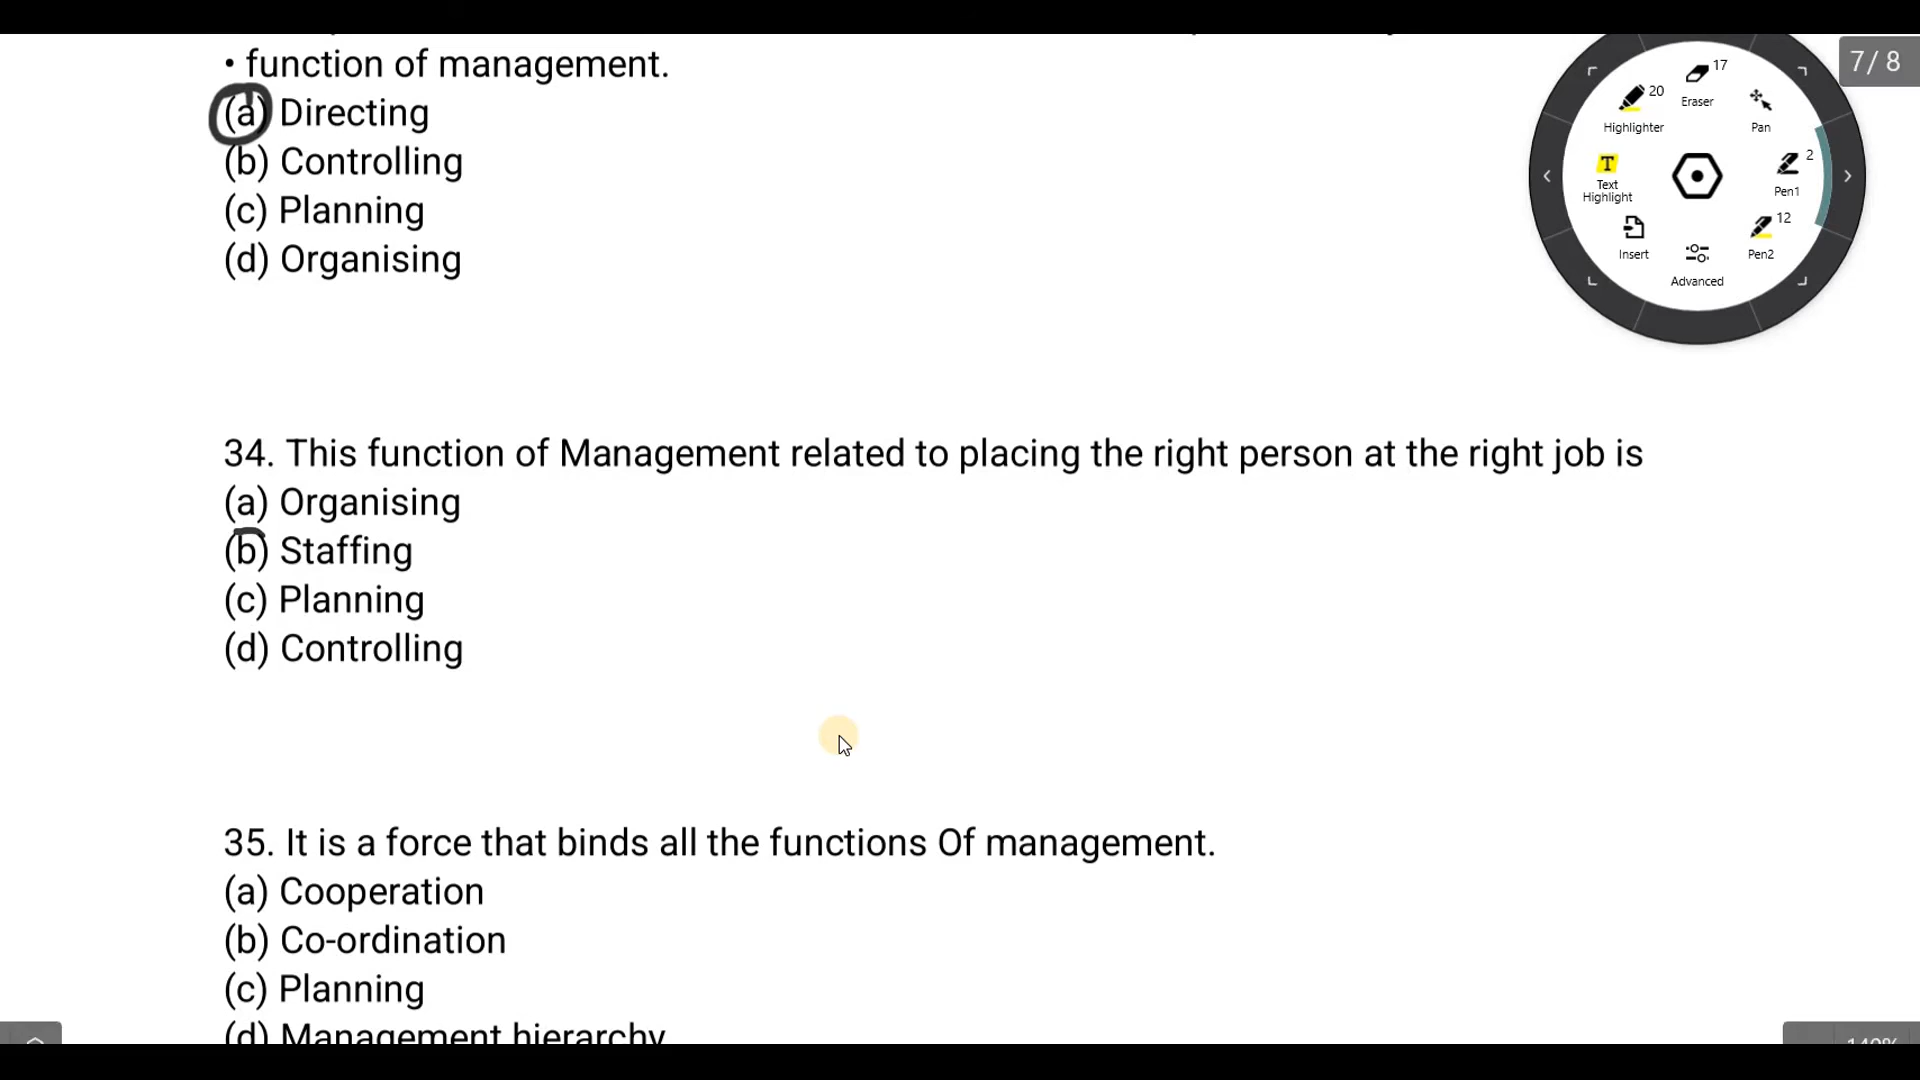 • function of management.
(a) Directing
(b) Controlling
(c) Planning
(d) Organising
34. This function of Management related to placing the right person at the right job is
(a) Organising
(b) Staffing
(c) Planning
(d) Controlling
35. It is a force that binds all the functions Of management.
(a) Cooperation
(b) Co-ordination
(c) Planning
(d) Management hierarchy
7 / 8
17
Eraser
20
Highlighter
Pan
Text
Highlight
2
Pen1
Insert
12
Pen2
Advanced
140%